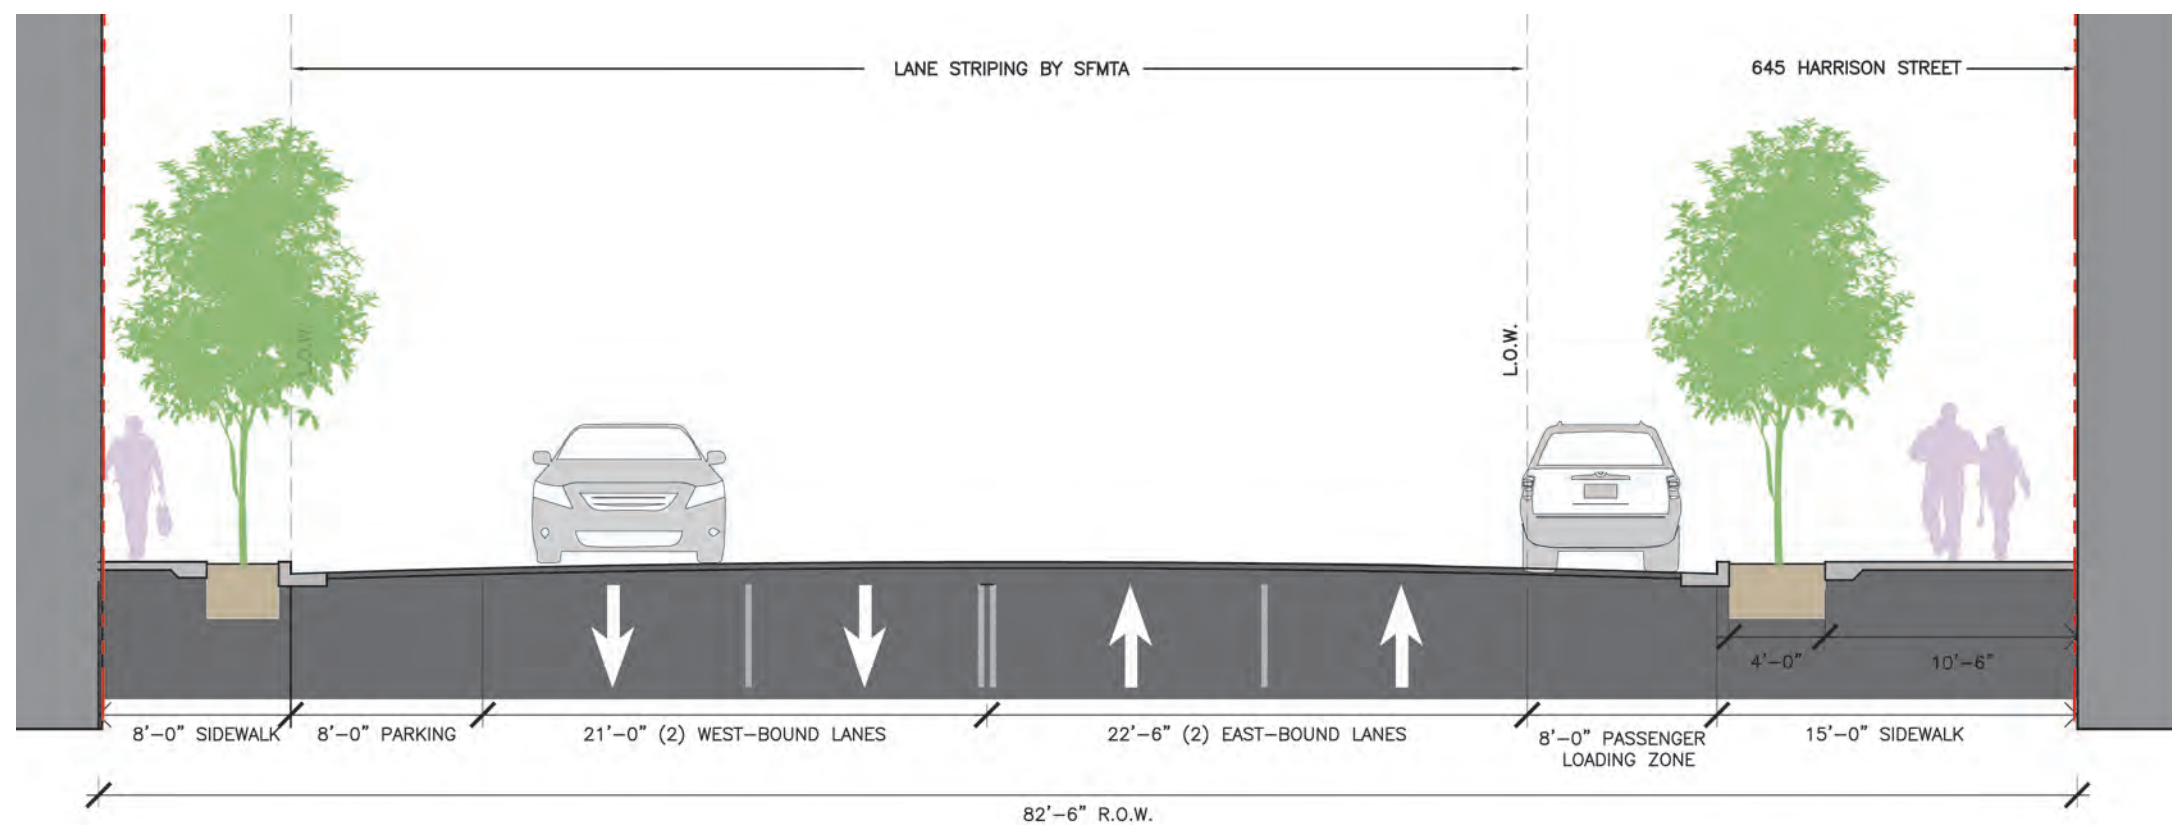 LANE STRIPING BY SFMTA
645 HARRISON STREET
L.O.W.
L.O.W.
4'-0"
10'-6"
8'-0" SIDEWALK
8'-0" PARKING
21'-0" (2) WEST-BOUND LANES
22'-6" (2) EAST-BOUND LANES
8'-0" PASSENGER
LOADING ZONE
15'-0" SIDEWALK
82'-6" R.O.W.